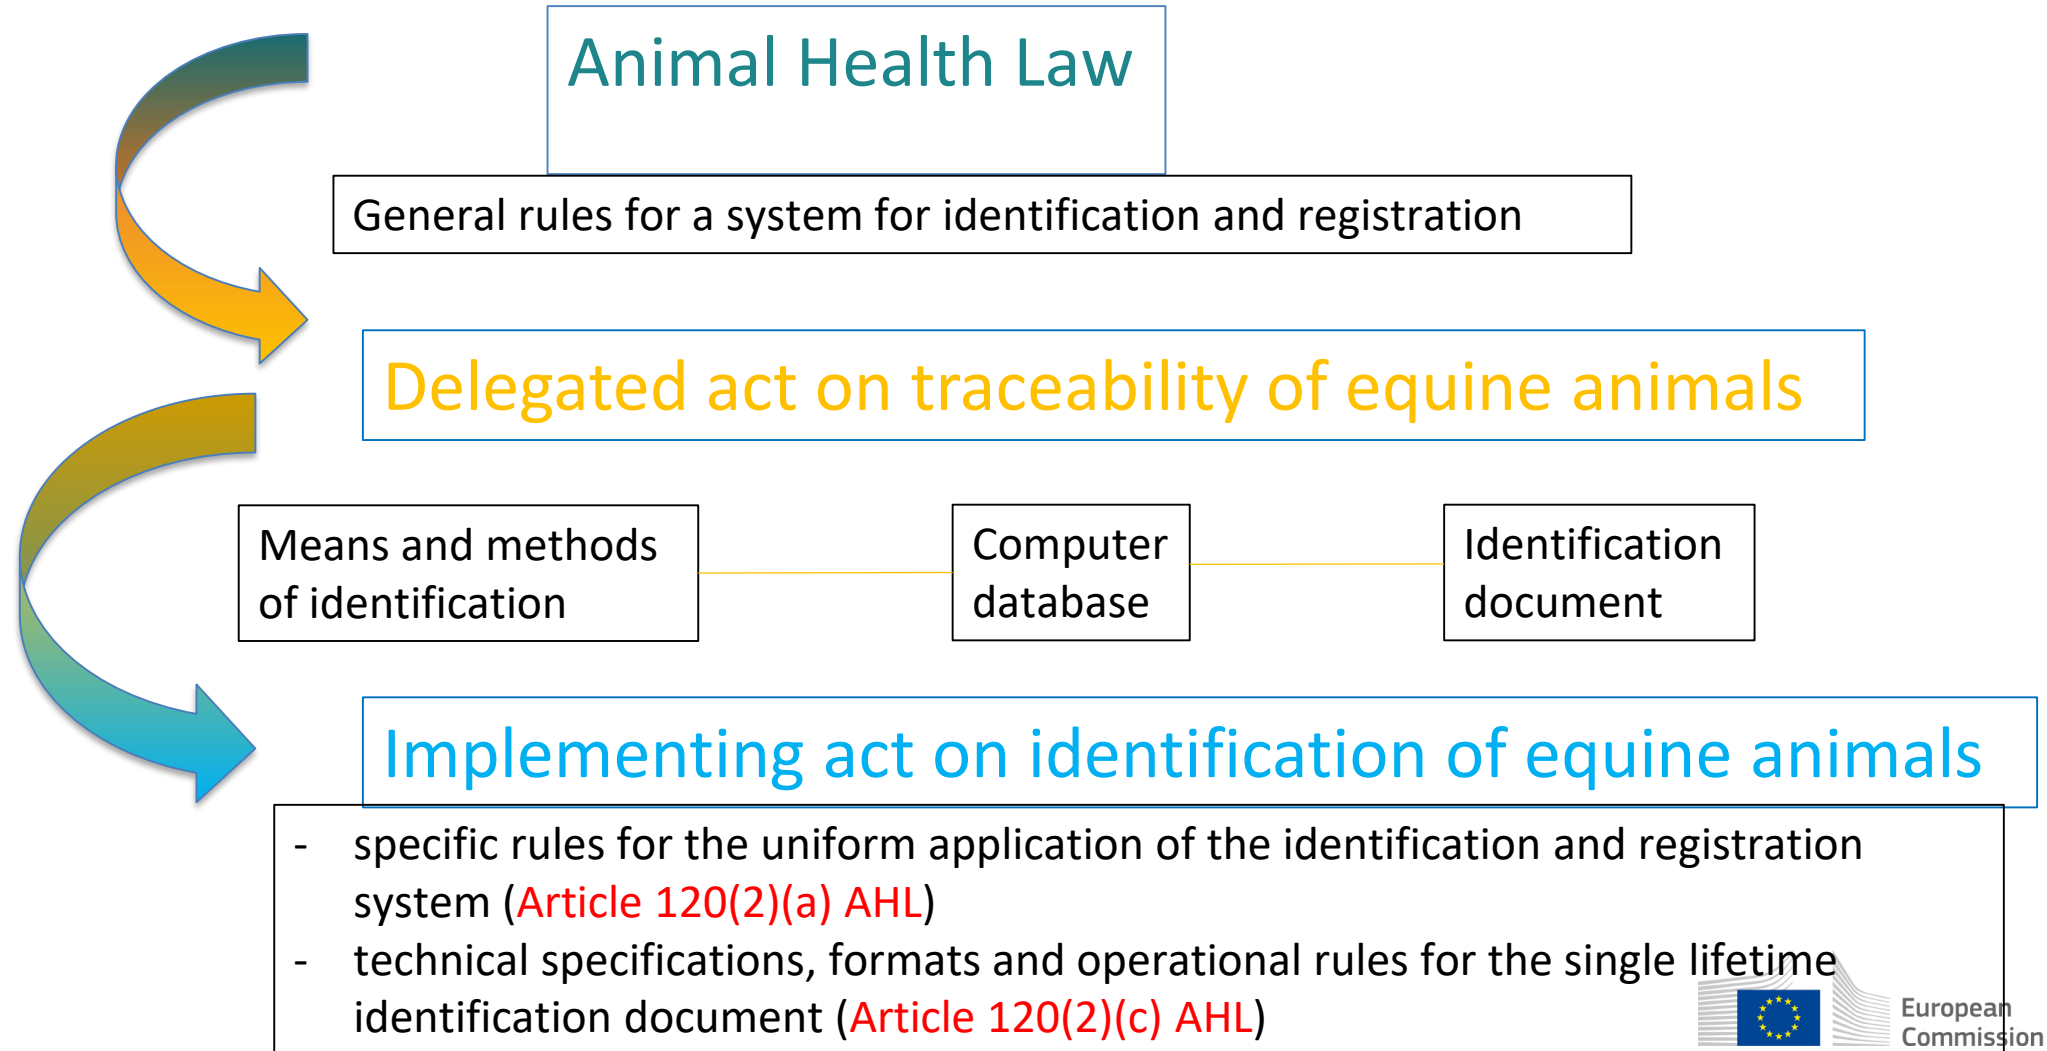 Animal Health Law
General rules for a system for identification and registration
Delegated act on traceability of equine animals
Means and methods
of identification
Computer
database
Identification
document
Implementing act on identification of equine animals
- specific rules for the uniform application of the identification and registration
system (Article 120(2)(a) AHL)
- technical specifications, formats and operational rules for the single lifetime
identification document (Article 120(2)(c) AHL)
European
Commission